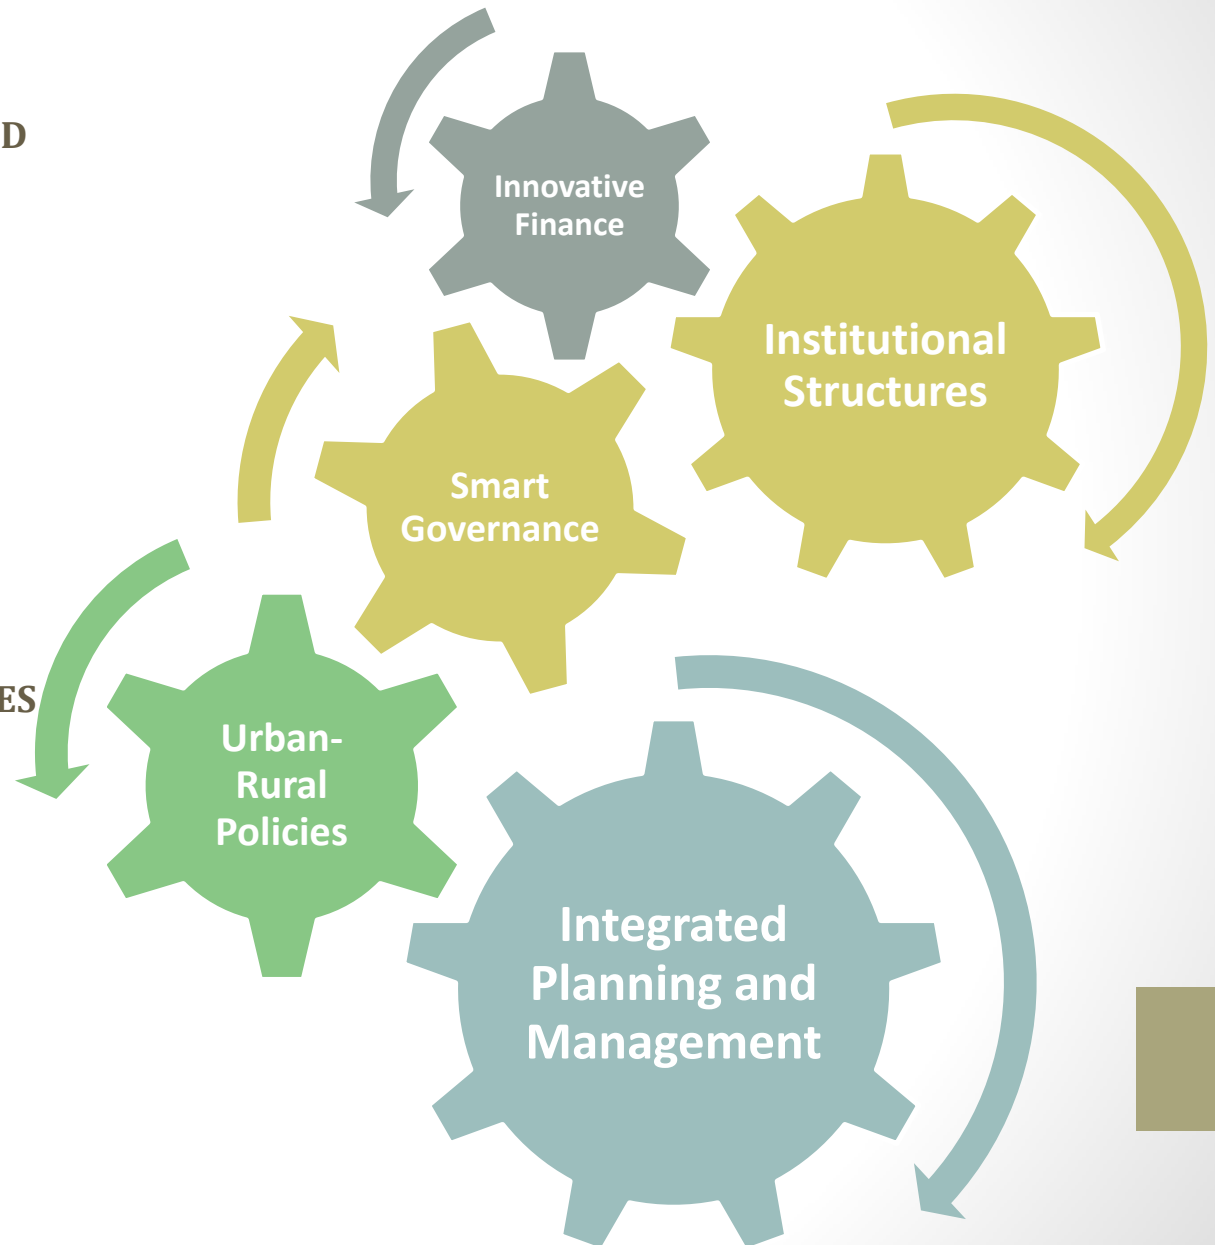 D
Innovative
Finance
Institutional
Structures
Smart
Governance
ES
Urban-
Rural
Policies
Integrated
Planning and
Management